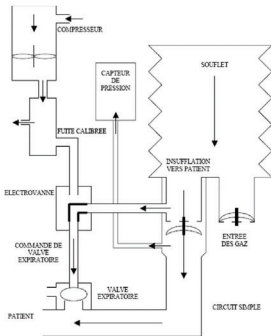 COMPRESSEUR
CAPTEUR
DE
PRESSION
SOUFLET
FUITE CALIBREE
INSUFFLATION
VERS PATIENT
ELECTROVANNE
ENTREE
DES GAZ
COMMANDE DE
VALVE
EXPIRATOIRE
VALVE
EXPIRATOIRE
CIRCUIT SIMPLE
PATIENT